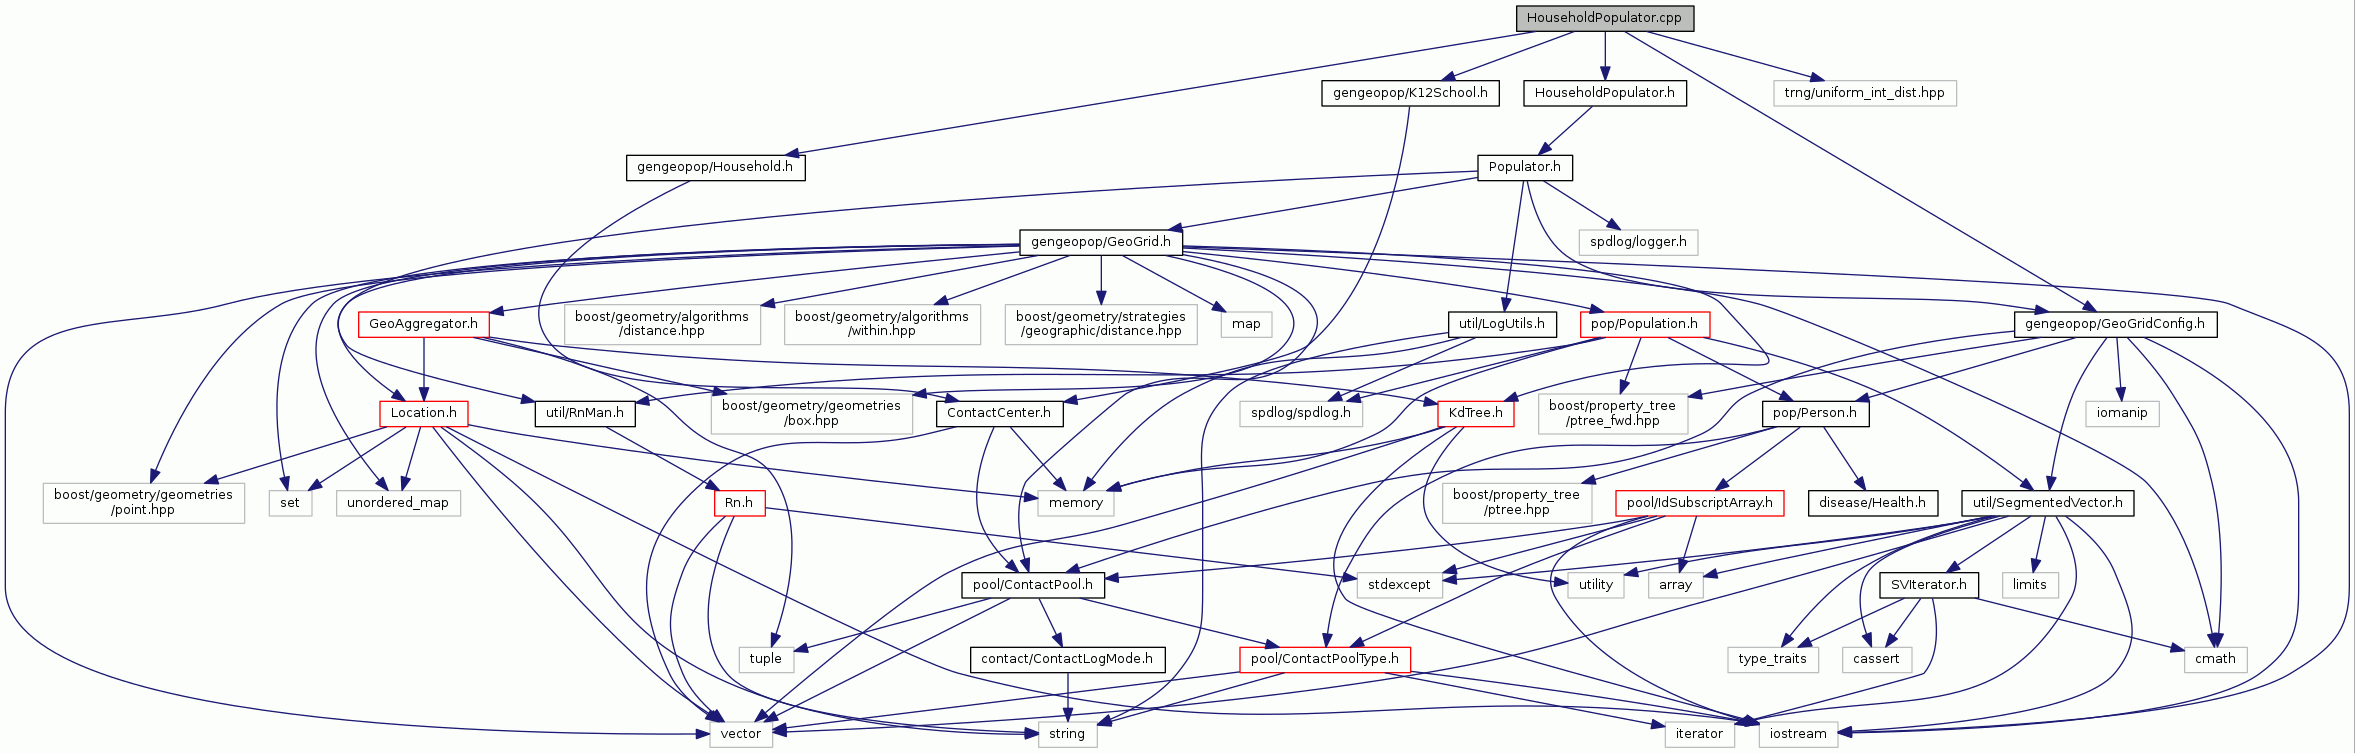 HouseholdPopulator.cpp
gengeopop/K12School.h
HouseholdPopulator.h
trng/uniform_int_dist.hpp
gengeopop/Household.h
Populator.h
gengeopop/GeoGrid.h
spdlog/logger.h
GeoAggregator.h
boost/geometry/algorithms
/distance.hpp
boost/geometry/algorithms
/within.hpp
boost/geometry/strategies
/geographic/distance.hpp
map
util/LogUtils.h
pop/Population.h
gengeopop/GeoGridConfig.h
Location.h
util/RnMan.h
boost/geometry/geometries
/box.hpp
ContactCenter.h
spdlog/spdlog.h
KdTree.h
boost/property_tree
/ptree_fwd.hpp
pop/Person.h
iomanip
boost/geometry/geometries
/point.hpp
set
unordered_map
Rn.h
memory
boost/property_tree
/ptree.hpp
pool/IdSubscriptArray.h
disease/Health.h
util/SegmentedVector.h
pool/ContactPool.h
stdexcept
utility
array
SVIterator.h
limits
tuple
contact/ContactLogMode.h
pool/ContactPoolType.h
type_traits
cassert
cmath
vector
string
iterator
iostream